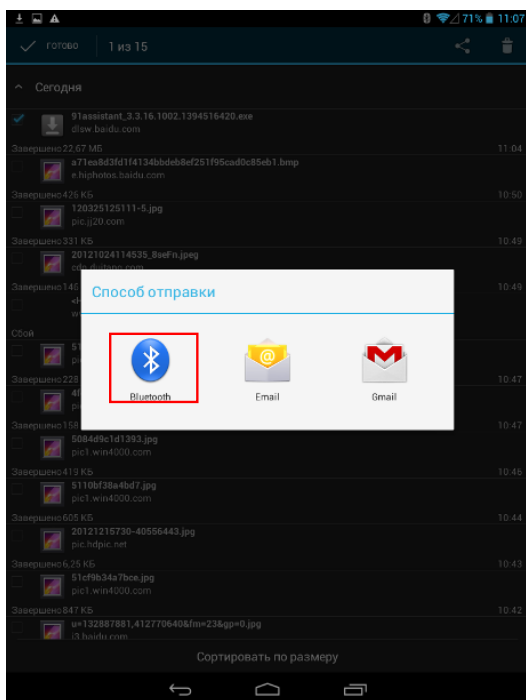 71% 11:07
ГОТОВО 1 из 15
Сегодня
91assistant_3.3.16.1002.1394516420.exe
dlsw.baidu.com
Завершено 22,67 МБ 11:04
a71ea8d3fd1f4134bbdeb8ef251f95cad0c85eb1.bmp
e.hiphotos.baidu.com
Завершено 426 КБ 10:50
120325125111-5.jpg
pic.jj20.com
Завершено 331 КБ 10:49
20121024114535_8seFn.jpeg
Завершено 10:49
Способ отправки
Сбой
Bluetooth Email Gmail
Завершено 228 10:47
Завершено 158 10:47
5084d9c1d1393.jpg
pic1.win4000.com
Завершено 419 КБ 10:46
5110bf38a4bd7.jpg
pic1.win4000.com
Завершено 605 КБ 10:44
20121215730-40556443.jpg
pic.hdpic.net
Завершено 6,25 КБ 10:43
51cf9b34a7bce.jpg
pic1.win4000.com
Завершено 847 КБ 10:42
u=132887881,412770640&fm=23&gp=0.jpg
i3.baidu.com
Сортировать по размеру